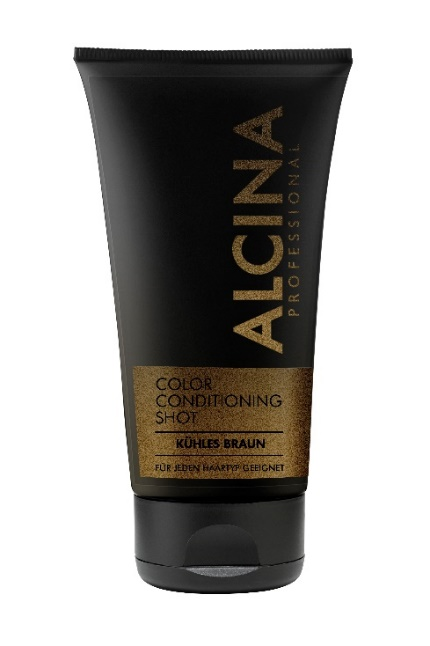 ALCINA
PROFESSIONAL
COLOR
CONDITIONING
SHOT
KÜHLES BRAUN
FÜR JEDEN HAARTYP GEEIGNET